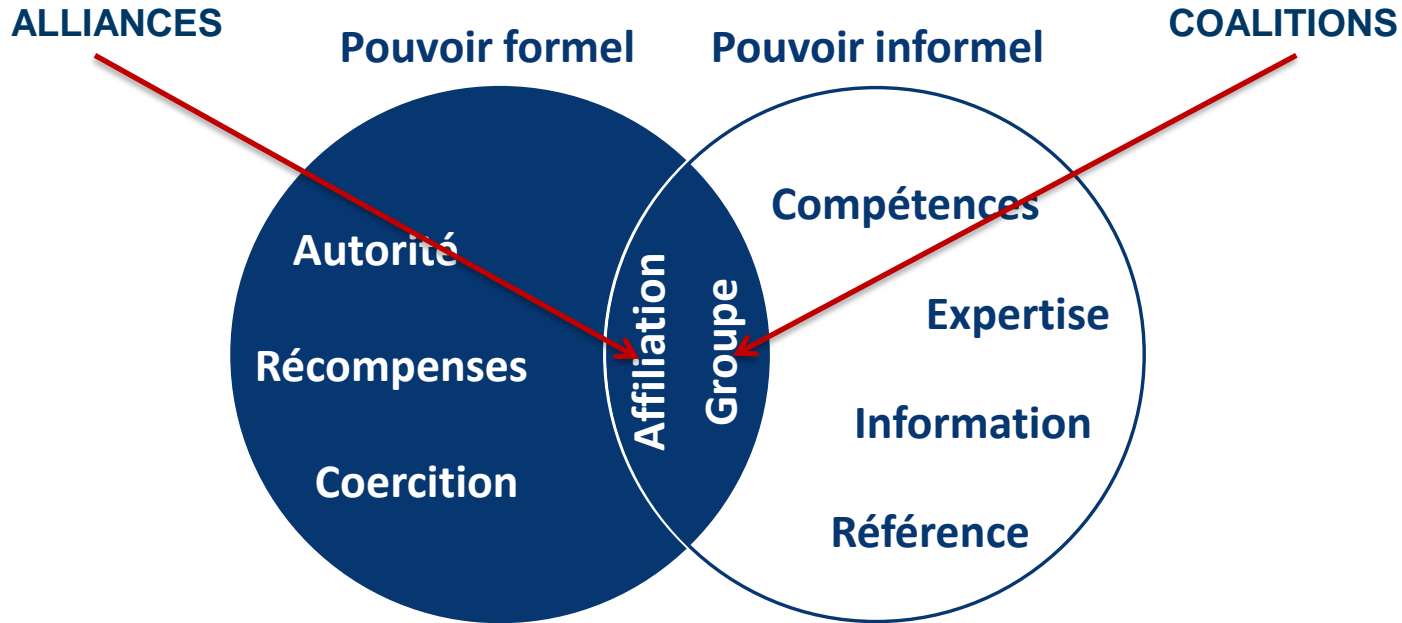 ALLIANCES
COALITIONS
Pouvoir formel
Pouvoir informel
Autorité
Récompenses
Coercition
Affiliation
Groupe
Compétences
Expertise
Information
Référence